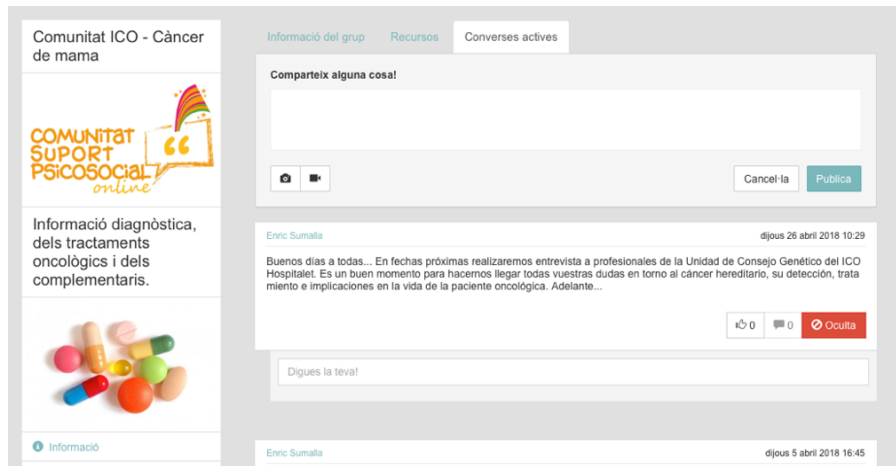 Comunitat ICO - Càncer
de mama
COMUNITAT
SUPORT
PSICOSOCIAL
online
Informació diagnòstica,
dels tractaments
oncològics i dels
complementaris.
Informació
Informació del grup
Recursos
Converses actives
Comparteix alguna cosa!
Cancel·la
Publica
Enric Sumalla
dijous 26 abril 2018 10:29
Buenos días a todas... En fechas próximas realizaremos entrevista a profesionales de la Unidad de Consejo Genético del ICO
Hospitalet. Es un buen momento para hacernos llegar todas vuestras dudas en torno al cáncer hereditario, su detección, trata
miento e implicaciones en la vida de la paciente oncológica. Adelante...
0
0
Oculta
Digues la teva!
Enric Sumalla
dijous 5 abril 2018 16:45